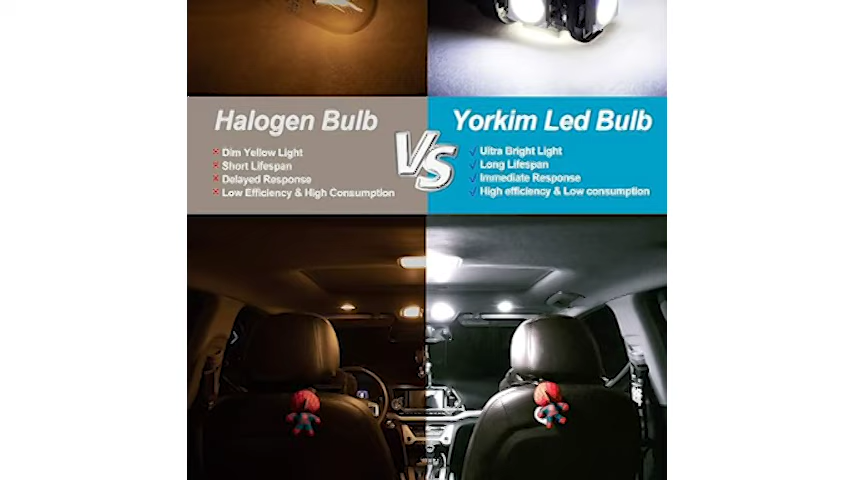 Halogen Bulb
× Dim Yellow Light
× Short Lifespan
× Delayed Response
× Low Efficiency & High Consumption
VS
Yorkim Led Bulb
✓ Ultra Bright Light
✓ Long Lifespan
✓ Immediate Response
✓ High efficiency & Low consumption